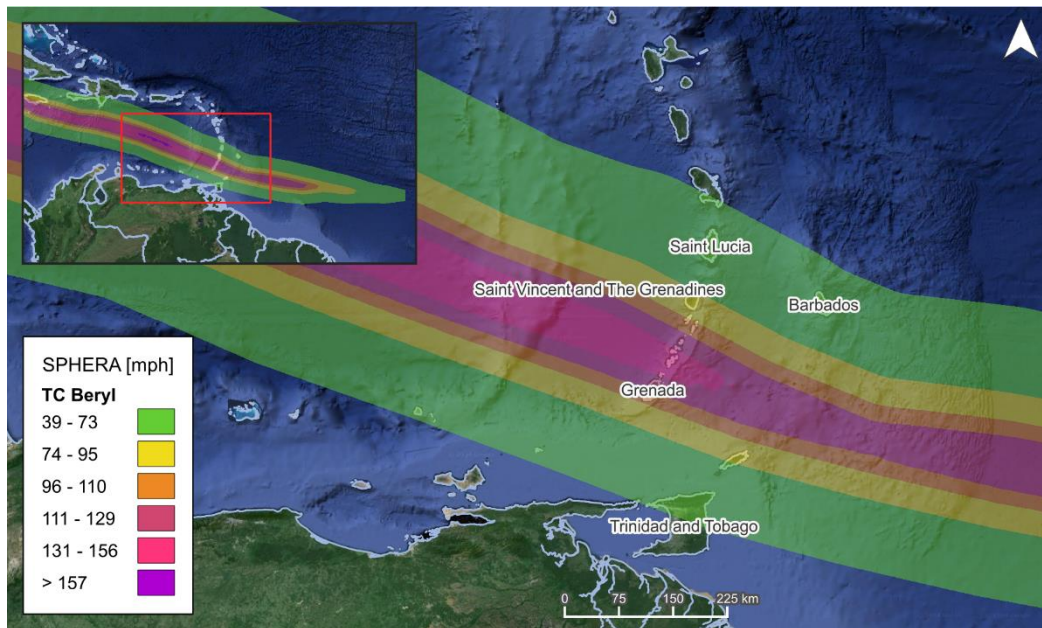 Saint Lucia
Saint Vincent and The Grenadines
Barbados
Grenada
Trinidad and Tobago
SPHERA [mph]
TC Beryl
39 - 73
74 - 95
96 - 110
111 - 129
131 - 156
> 157
0 75 150 225 km